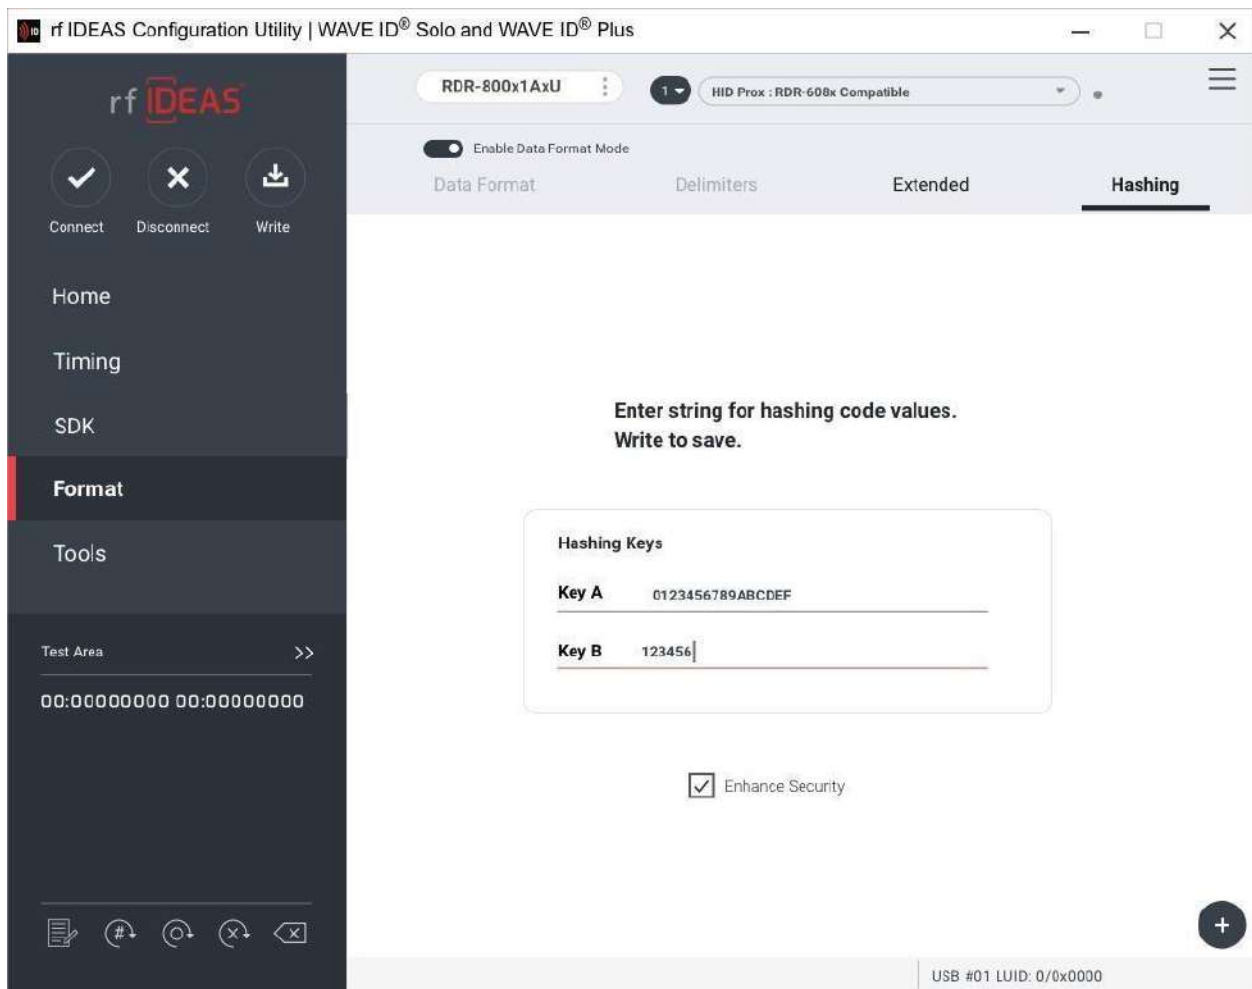 rf IDEAS Configuration Utility | WAVE ID® Solo and WAVE ID® Plus
rf IDEAS
Connect Disconnect Write
Home
Timing
SDK
Format
Tools
Test Area >>
00:00000000 00:00000000
RDR-800x1AxU
1
HID Prox : RDR-608x Compatible
Enable Data Format Mode
Data Format Delimiters Extended Hashing
Enter string for hashing code values.
Write to save.
Hashing Keys
Key A 0123456789ABCDEF
Key B 123456
Enhance Security
USB #01 LUID: 0/0x0000